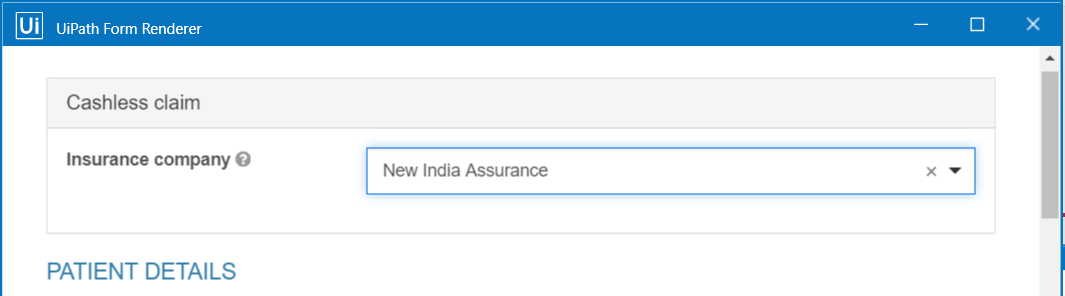 Ui UiPath Form Renderer
Cashless claim
Insurance company
New India Assurance
PATIENT DETAILS